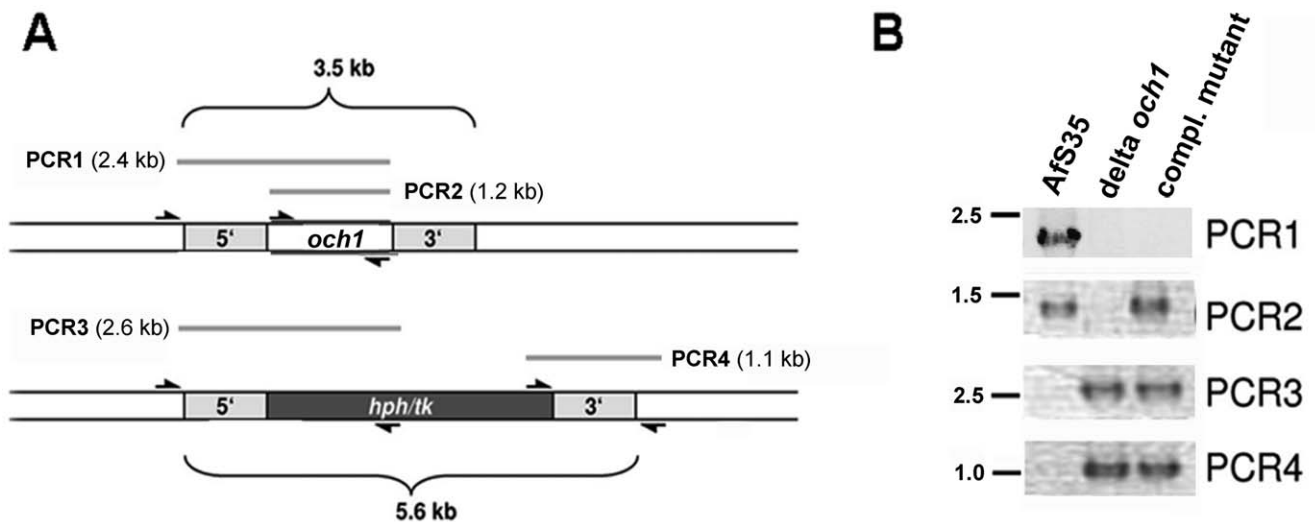 A
3.5 kb
PCR1 (2.4 kb)
PCR2 (1.2 kb)
5‘ och1 3‘
PCR3 (2.6 kb)
PCR4 (1.1 kb)
5‘ hph/tk 3‘
5.6 kb
B
AfS35
delta och1
compl. mutant
2.5 PCR1
1.5 PCR2
2.5 PCR3
1.0 PCR4